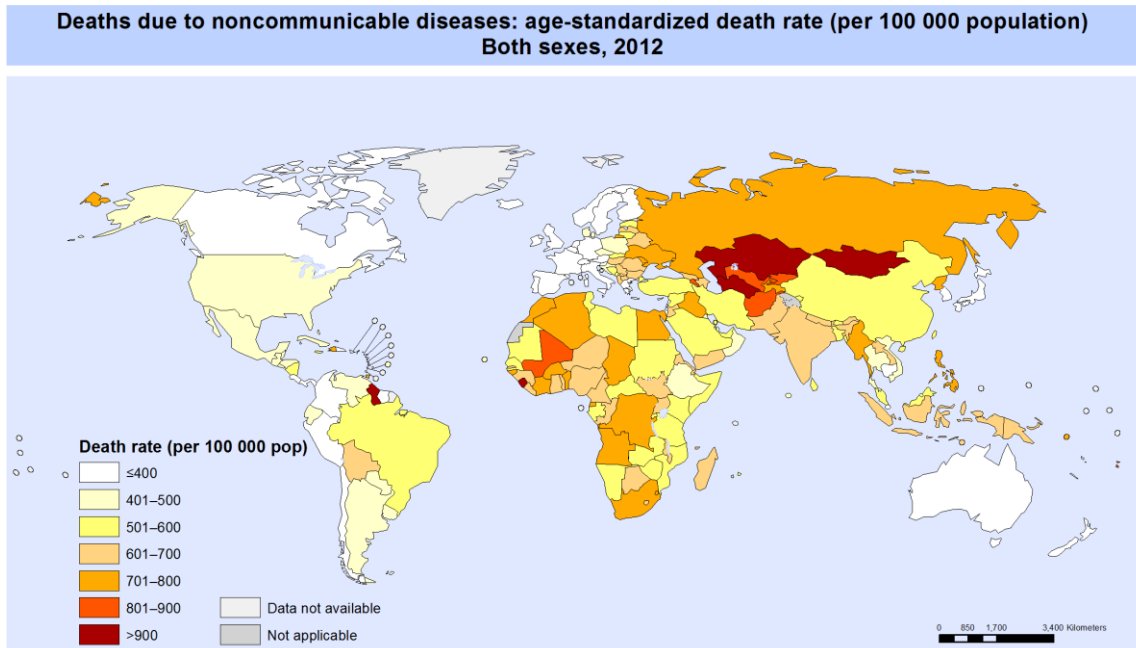 Deaths due to noncommunicable diseases: age-standardized death rate (per 100 000 population)
Both sexes, 2012
Death rate (per 100 000 pop)
≤400
401–500
501–600
601–700
701–800
801–900
>900
Data not available
Not applicable
0 850 1,700 3,400 Kilometers